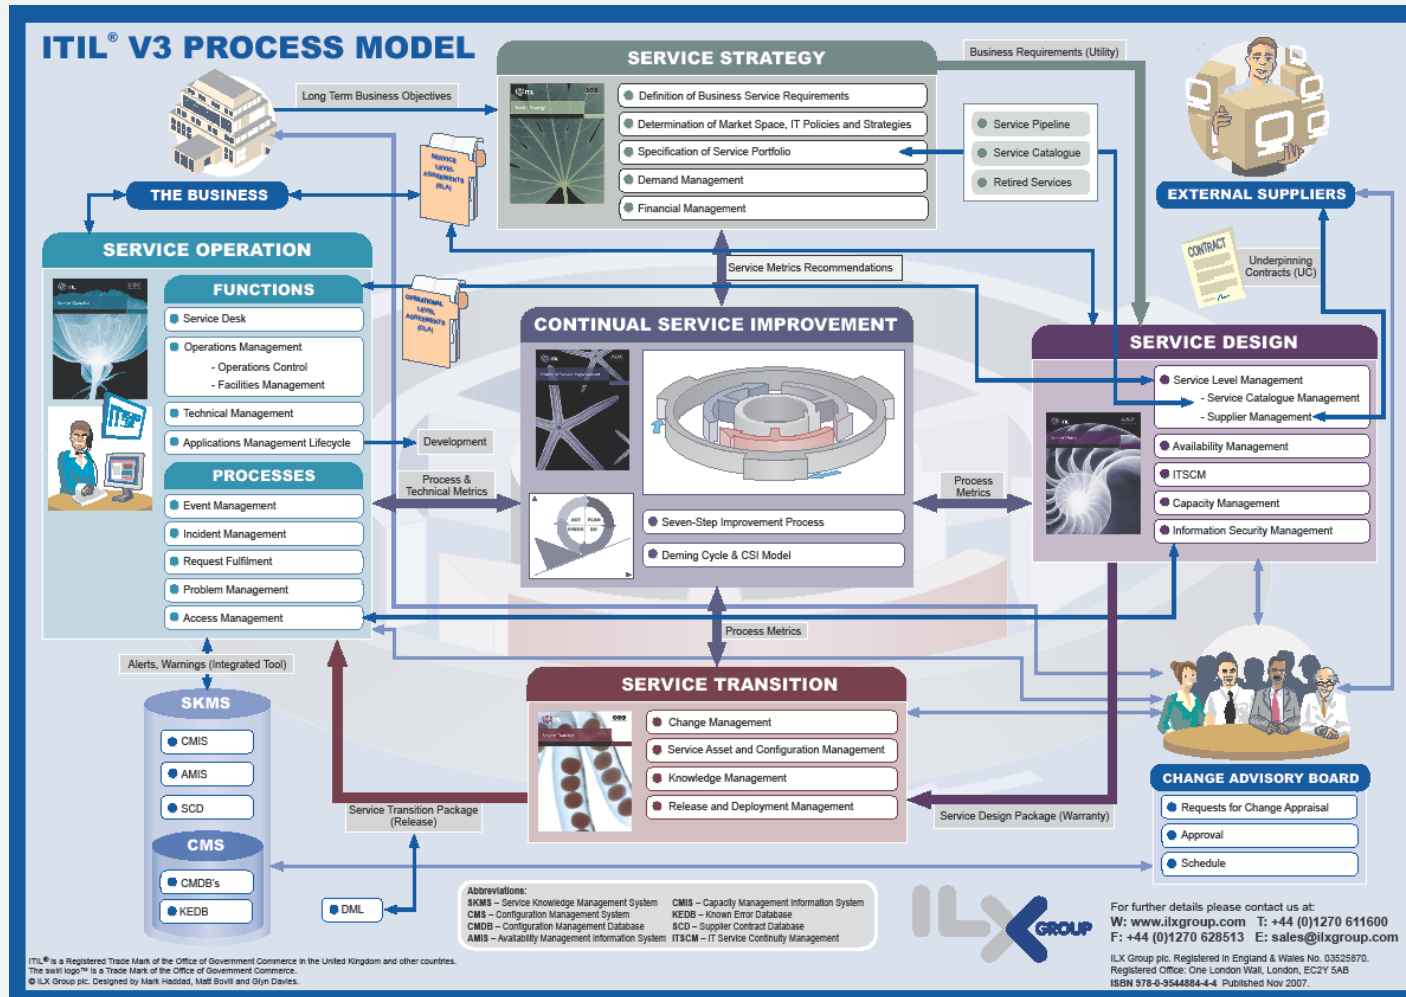 ITIL® V3 PROCESS MODEL
SERVICE STRATEGY
Definition of Business Service Requirements
Determination of Market Space, IT Policies and Strategies
Specification of Service Portfolio
Demand Management
Financial Management
Long Term Business Objectives
Business Requirements (Utility)
Service Pipeline
Service Catalogue
Retired Services
THE BUSINESS
SERVICE
LEVEL
AGREEMENTS
(SLA)
EXTERNAL SUPPLIERS
CONTRACT
Underpinning
Contracts (UC)
SERVICE OPERATION
FUNCTIONS
Service Desk
Operations Management
- Operations Control
- Facilities Management
Technical Management
Applications Management Lifecycle
PROCESSES
Event Management
Incident Management
Request Fulfilment
Problem Management
Access Management
OPERATIONAL
LEVEL
AGREEMENTS
(OLA)
Development
Process &
Technical Metrics
Service Metrics Recommendations
CONTINUAL SERVICE IMPROVEMENT
ACT PLAN
CHECK DO
Seven-Step Improvement Process
Deming Cycle & CSI Model
Process
Metrics
SERVICE DESIGN
Service Level Management
- Service Catalogue Management
- Supplier Management
Availability Management
ITSCM
Capacity Management
Information Security Management
Process Metrics
SERVICE TRANSITION
Change Management
Service Asset and Configuration Management
Knowledge Management
Release and Deployment Management
Alerts, Warnings (Integrated Tool)
SKMS
CMIS
AMIS
SCD
CMS
CMDB's
KEDB
Service Transition Package
(Release)
DML
Service Design Package (Warranty)
CHANGE ADVISORY BOARD
Requests for Change Appraisal
Approval
Schedule
Abbreviations:
SKMS – Service Knowledge Management System
CMS – Configuration Management System
CMDB – Configuration Management Database
AMIS – Availability Management Information System
CMIS – Capacity Management Information System
KEDB – Known Error Database
SCD – Supplier Contract Database
ITSCM – IT Service Continuity Management
ILX GROUP
For further details please contact us at:
W: www.ilxgroup.com T: +44 (0)1270 611600
F: +44 (0)1270 628513 E: sales@ilxgroup.com
ILX Group plc. Registered in England & Wales No. 03525870.
Registered Office: One London Wall, London, EC2Y 5AB
ISBN 978-0-9544884-4-4 Published Nov 2007.
ITIL® is a Registered Trade Mark of the Office of Government Commerce in the United Kingdom and other countries.
The swirl logo™ is a Trade Mark of the Office of Government Commerce.
© ILX Group plc. Designed by Mark Haddad, Matt Bovill and Glyn Davies.